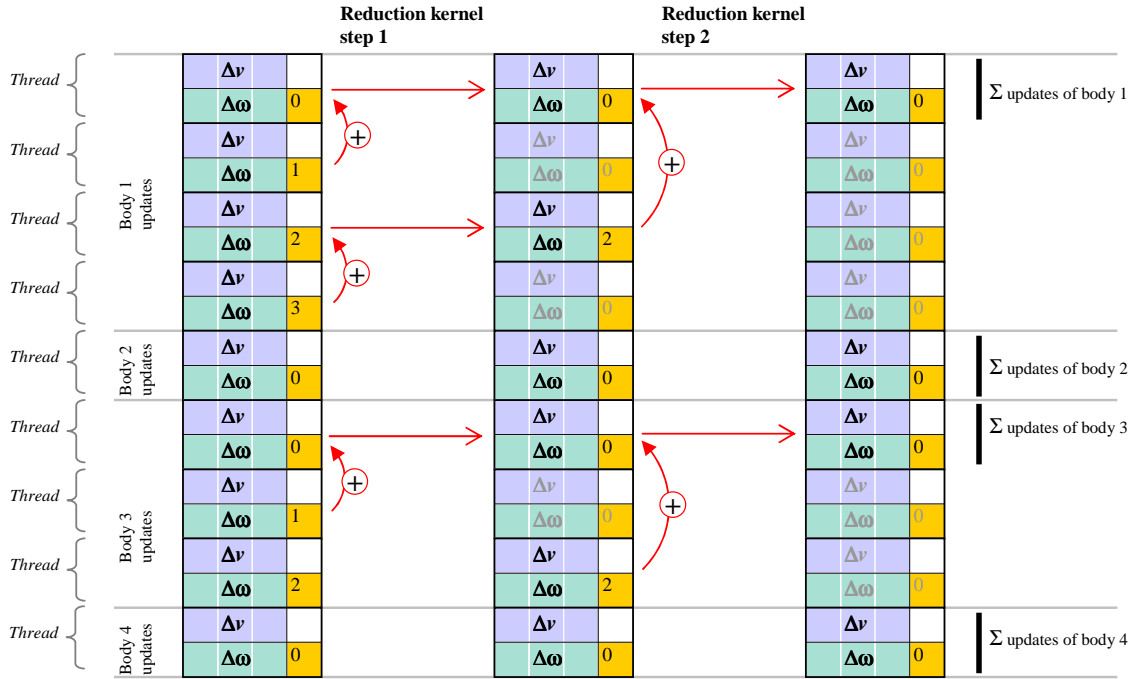 Reduction kernel
step 1
Reduction kernel
step 2
Thread
Δv
Δv
Δv
Σ updates of body 1
Δω 0
Δω 0
Δω 0
+
Thread
Δv
Δv
Δv
Δω 1
Δω 0
Δω 0
+
Body 1
updates
Thread
Δv
Δv
Δv
Δω 2
Δω 2
Δω 0
+
Thread
Δv
Δv
Δv
Δω 3
Δω 0
Δω 0
Body 2
updates
Thread
Δv
Δv
Δv
Σ updates of body 2
Δω 0
Δω 0
Δω 0
Thread
Δv
Δv
Δv
Σ updates of body 3
Δω 0
Δω 0
Δω 0
+
Body 3
updates
Thread
Δv
Δv
Δv
Δω 1
Δω 0
Δω 0
+
Thread
Δv
Δv
Δv
Δω 2
Δω 2
Δω 0
Body 4
updates
Thread
Δv
Δv
Δv
Σ updates of body 4
Δω 0
Δω 0
Δω 0